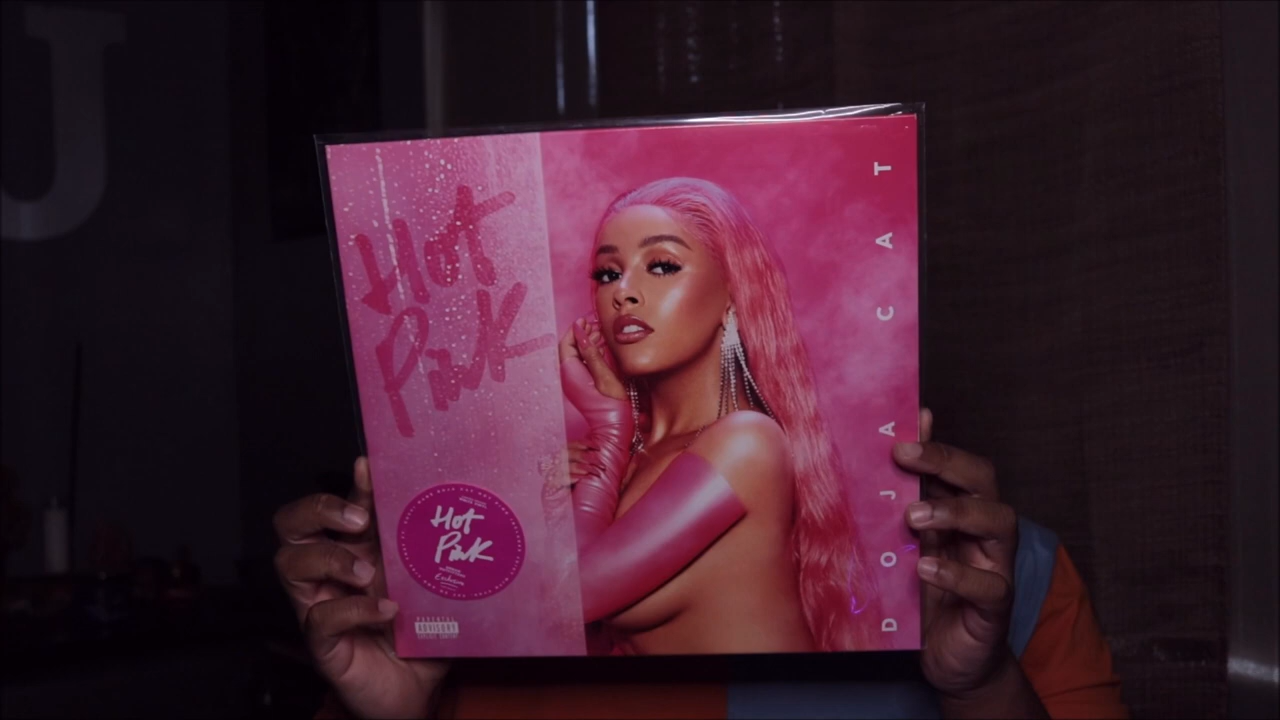 U
Hot
Pink
DOJA CAT
Hot
Pink
Exclusive
PARENTAL
ADVISORY
EXPLICIT CONTENT